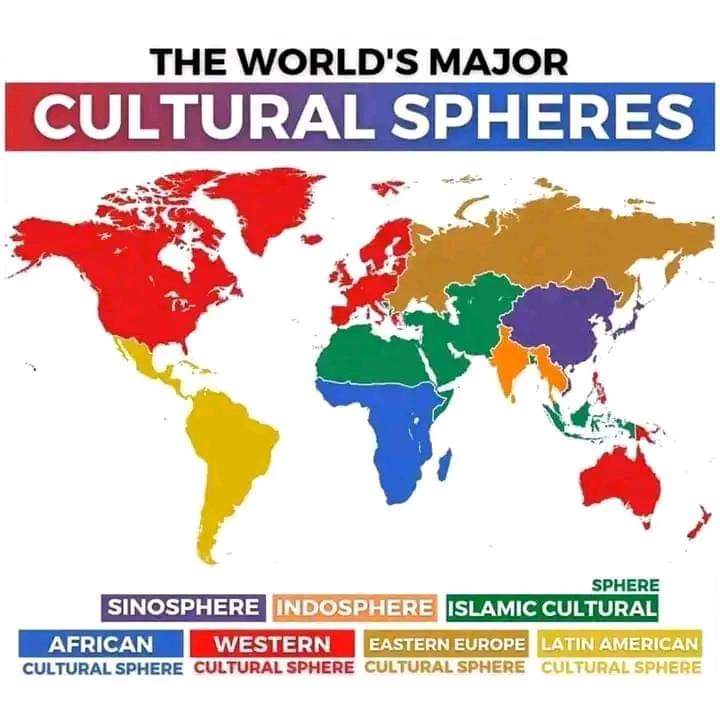 THE WORLD'S MAJOR
CULTURAL SPHERES
SPHERE
SINOSPHERE INDOSPHERE ISLAMIC CULTURAL
AFRICAN WESTERN EASTERN EUROPE LATIN AMERICAN
CULTURAL SPHERE CULTURAL SPHERE CULTURAL SPHERE CULTURAL SPHERE